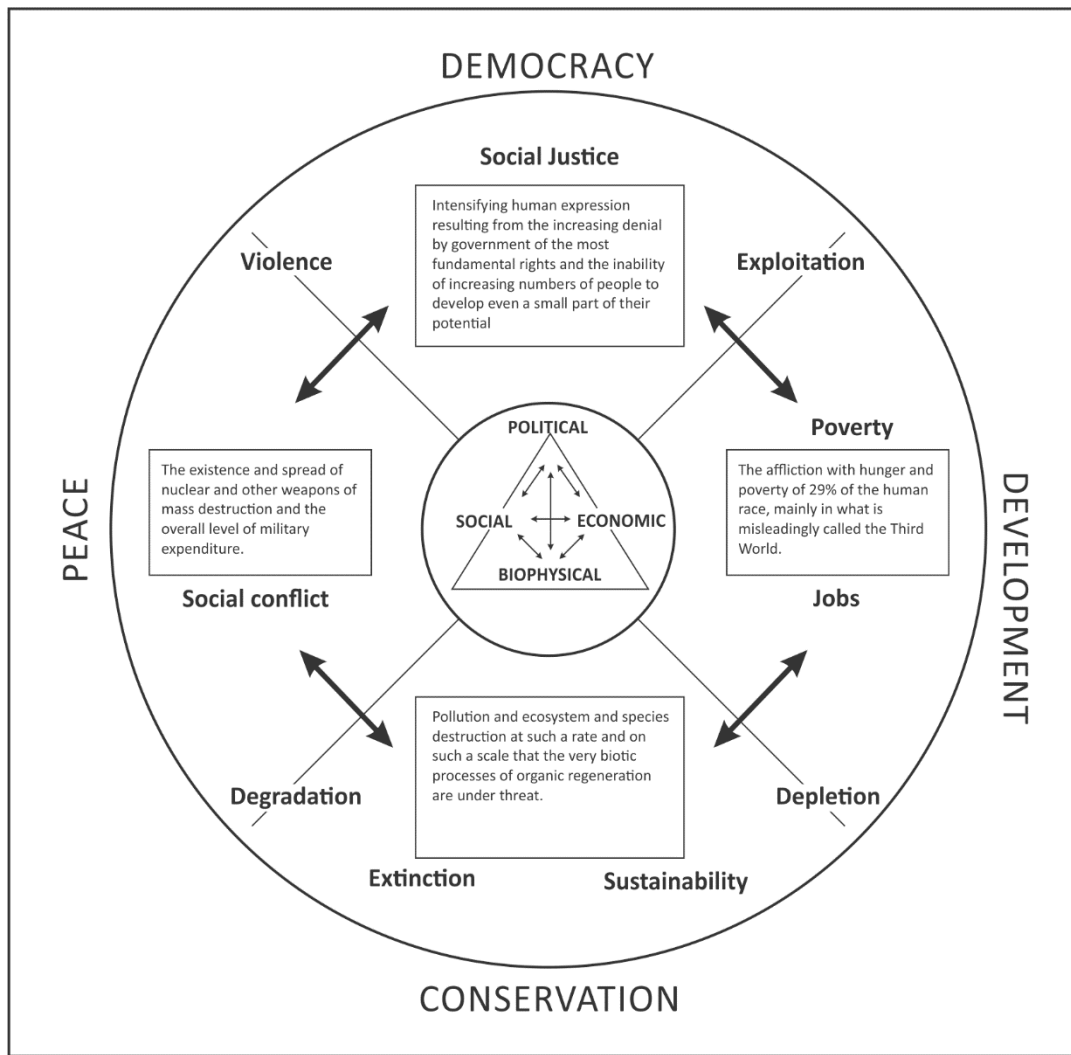 DEMOCRACY
Social Justice
Intensifying human expression
resulting from the increasing denial
by government of the most
fundamental rights and the inability
of increasing numbers of people to
develop even a small part of their
potential
Violence
Exploitation
PEACE
The existence and spread of
nuclear and other weapons of
mass destruction and the
overall level of military
expenditure.
Social conflict
POLITICAL
SOCIAL
ECONOMIC
BIOPHYSICAL
Poverty
The affliction with hunger and
poverty of 29% of the human
race, mainly in what is
misleadingly called the Third
World.
Jobs
DEVELOPMENT
Pollution and ecosystem and species
destruction at such a rate and on
such a scale that the very biotic
processes of organic regeneration
are under threat.
Degradation
Depletion
Extinction
Sustainability
CONSERVATION